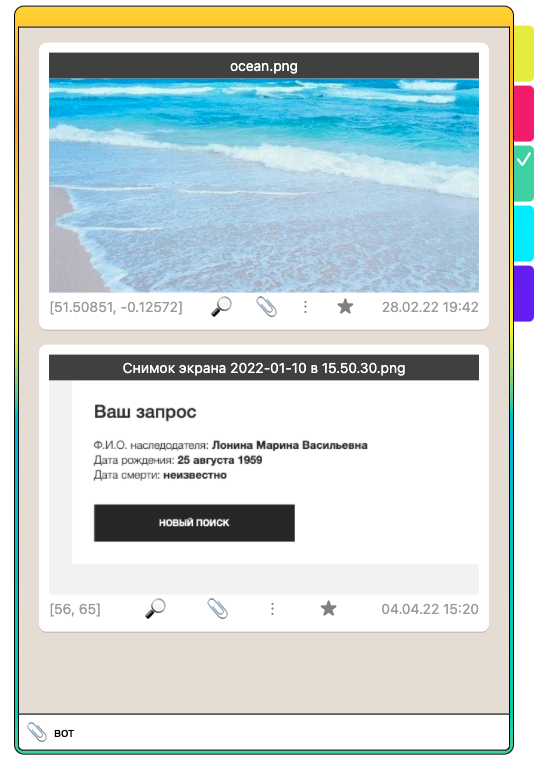 ocean.png
[51.50851, -0.12572]
28.02.22 19:42
Снимок экрана 2022-01-10 в 15.50.30.png
Ваш запрос
Ф.И.О. наследодателя: Лонина Марина Васильевна
Дата рождения: 25 августа 1959
Дата смерти: неизвестно
НОВЫЙ ПОИСК
[56, 65]
04.04.22 15:20
вот